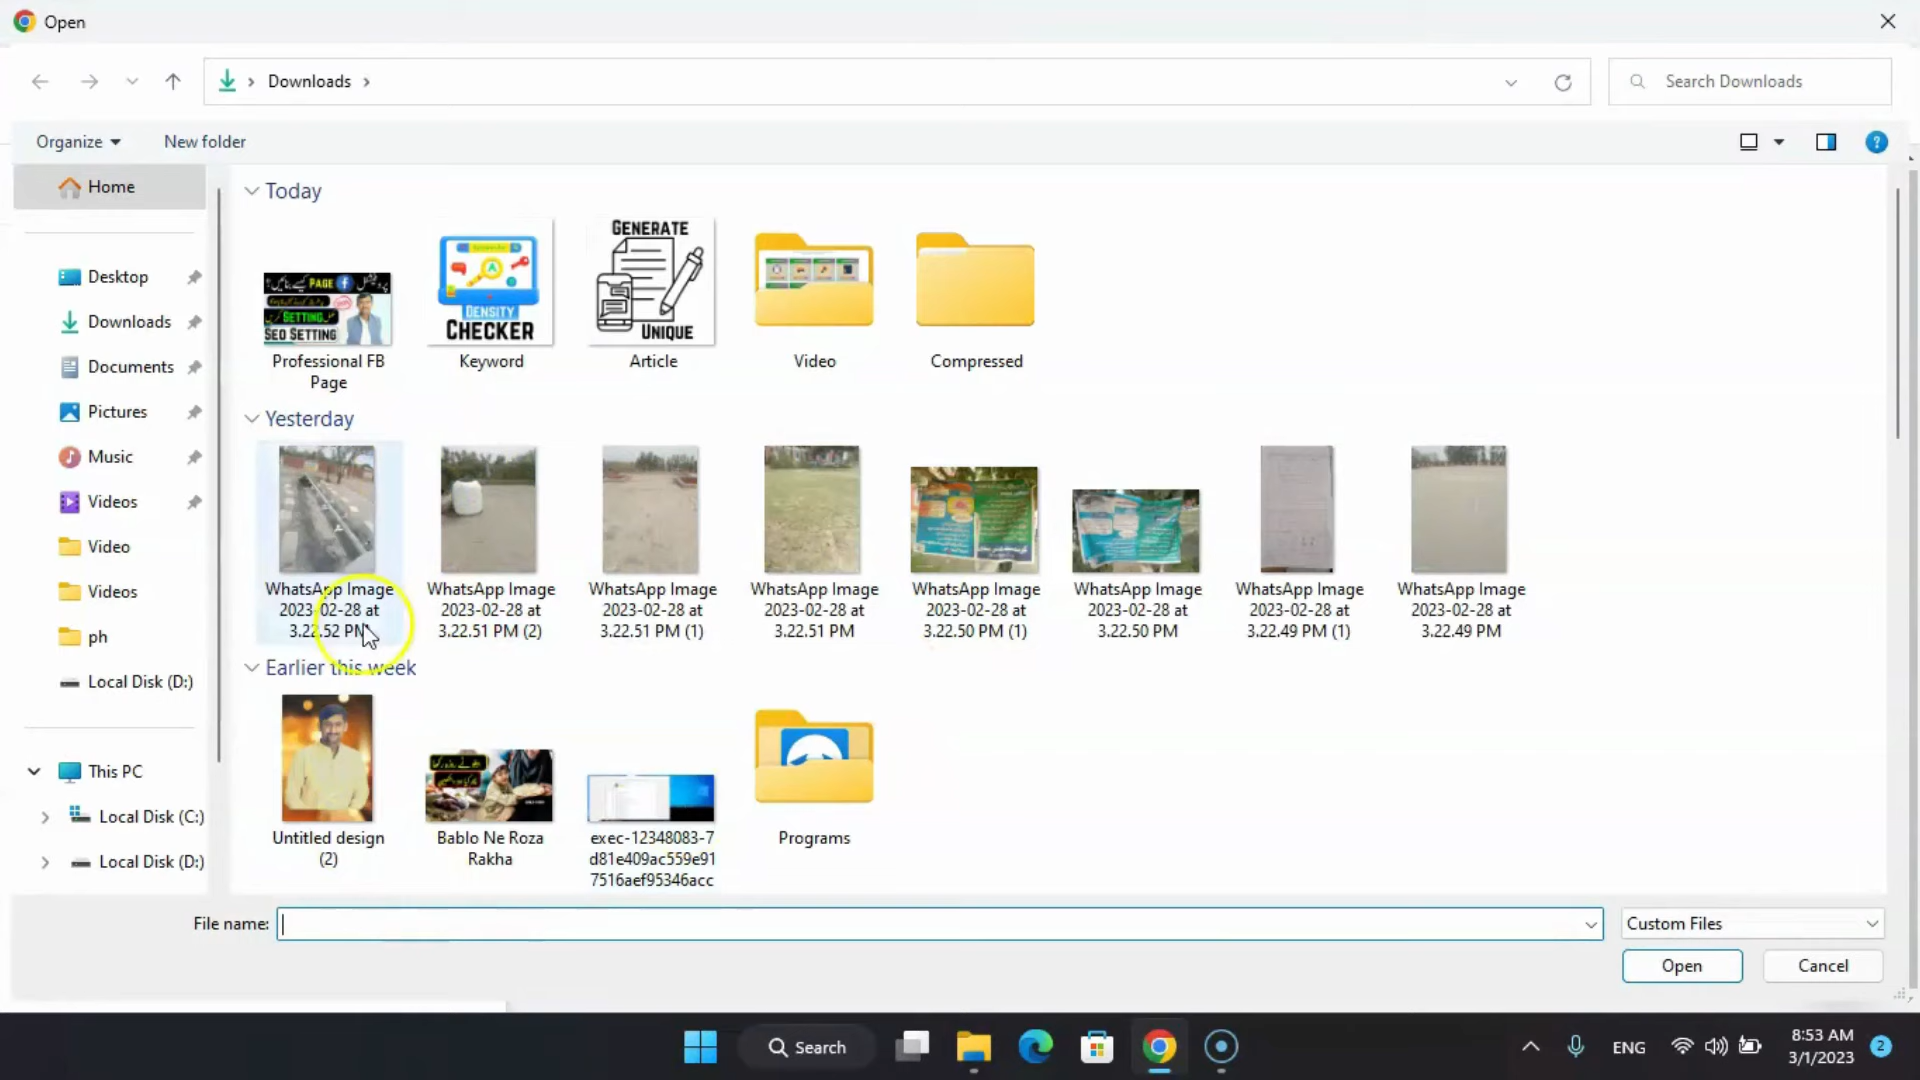 Open
Downloads
Search Downloads
Organize
New folder
Home
Desktop
Downloads
Documents
Pictures
Music
Videos
Video
Videos
ph
Local Disk (D:)
This PC
Local Disk (C:)
Local Disk (D:)
Today
PAGE
SETTING
SEO SETTING
Professional FB
Page
DENSITY
CHECKER
Keyword
GENERATE
UNIQUE
Article
Video
Compressed
Yesterday
WhatsApp Image
2023-02-28 at
3.22.52 PM
WhatsApp Image
2023-02-28 at
3.22.51 PM (2)
WhatsApp Image
2023-02-28 at
3.22.51 PM (1)
WhatsApp Image
2023-02-28 at
3.22.51 PM
WhatsApp Image
2023-02-28 at
3.22.50 PM (1)
WhatsApp Image
2023-02-28 at
3.22.50 PM
WhatsApp Image
2023-02-28 at
3.22.49 PM (1)
WhatsApp Image
2023-02-28 at
3.22.49 PM
Earlier this week
Untitled design
(2)
Bablo Ne Roza
Rakha
exec-12348083-7
d81e409ac559e91
7516aef95346acc
Programs
File name:
Custom Files
Open
Cancel
Search
ENG
8:53 AM
3/1/2023
2